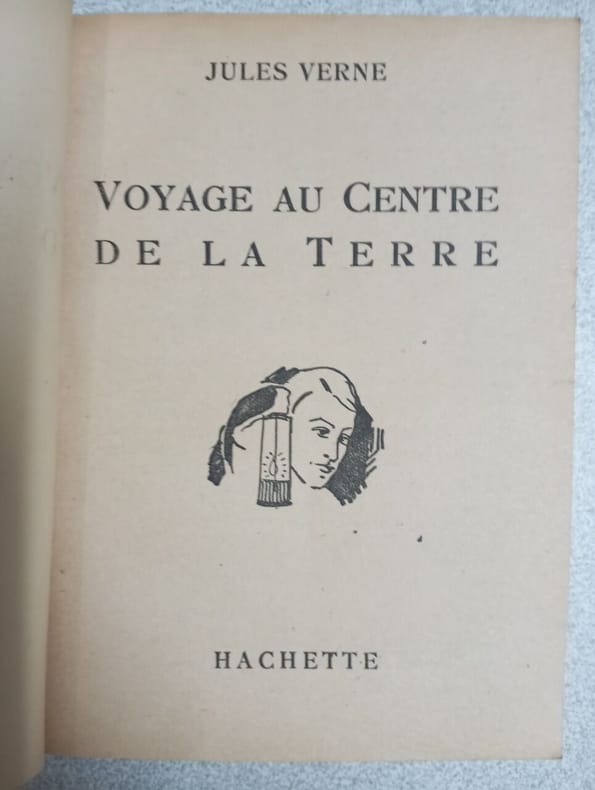 JULES VERNE
VOYAGE AU CENTRE
DE LA TERRE
HACHETTE